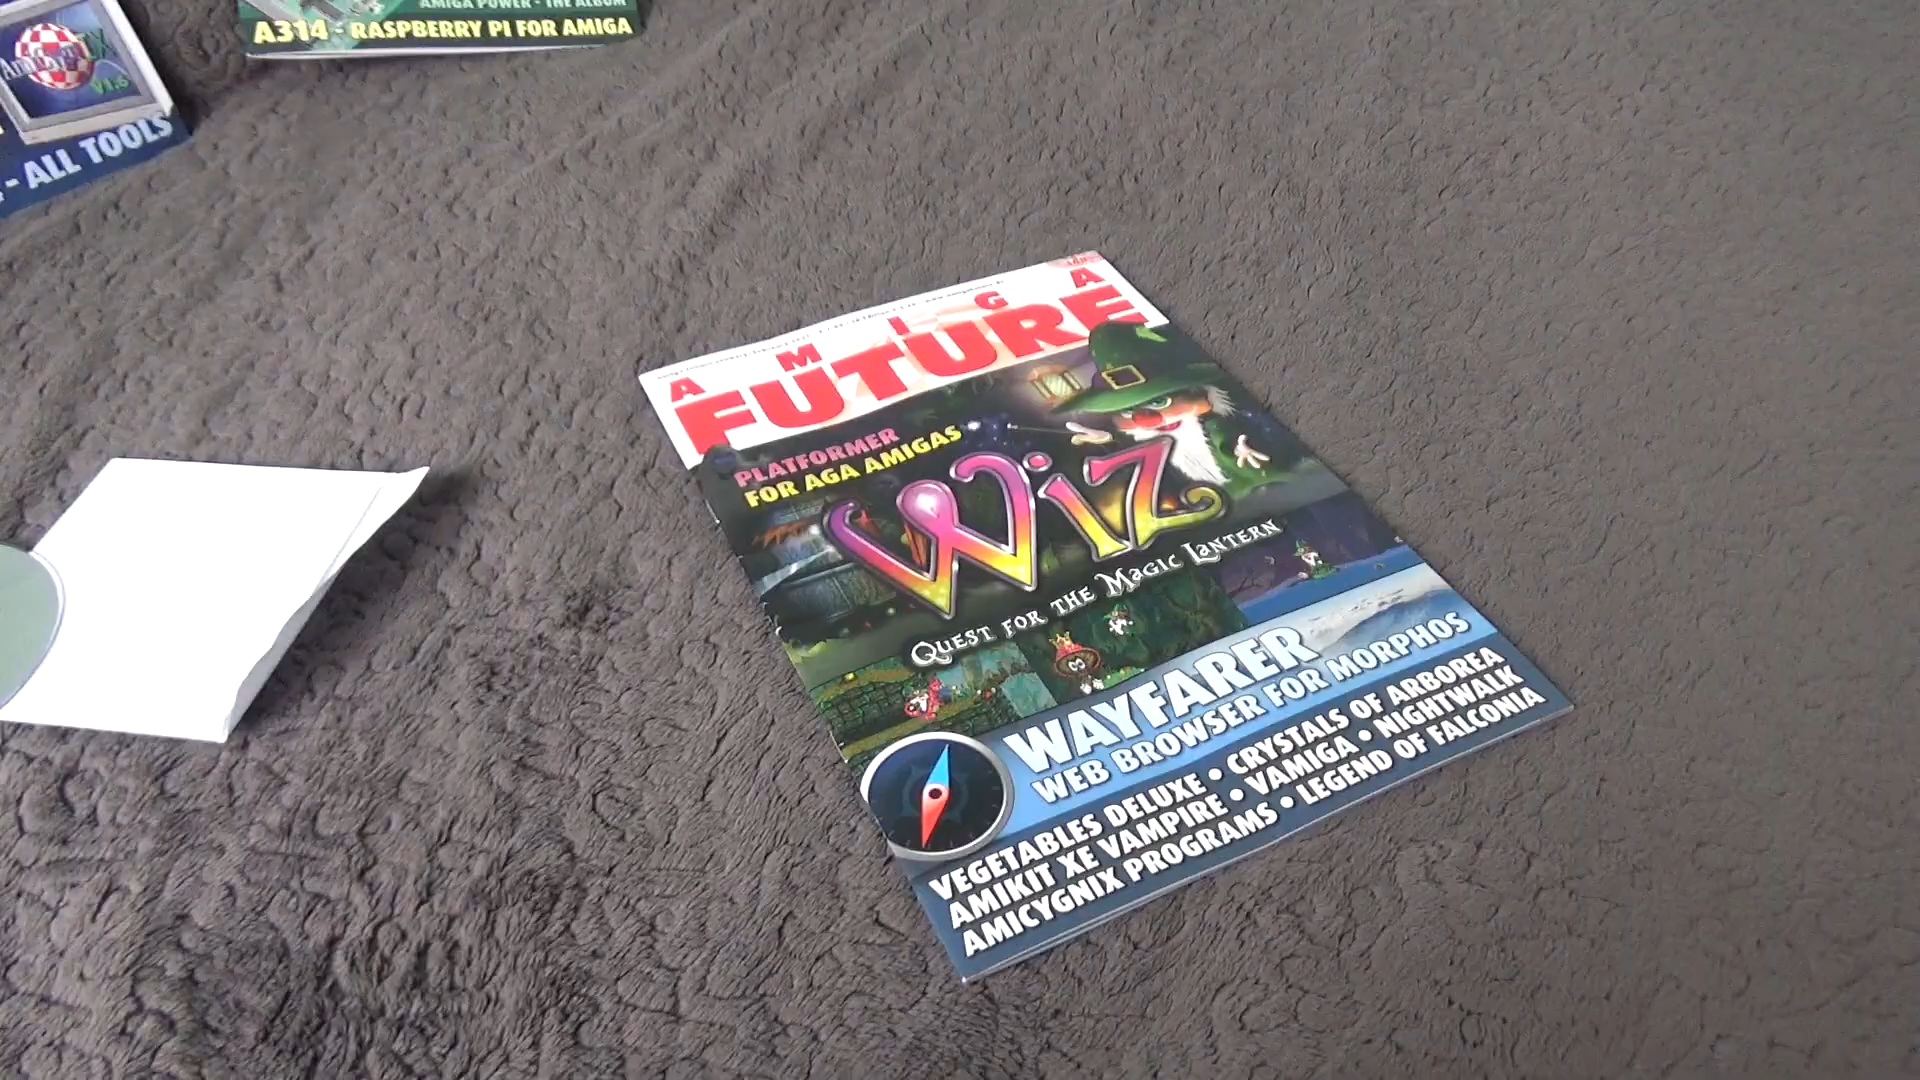 AMIGA POWER - THE ALBUM
A314 - RASPBERRY PI FOR AMIGA
V1.6
- ALL TOOLS
AMIGA
FUTURE
PLATFORMER
FOR AGA AMIGAS
Wiz
QUEST FOR THE MAGIC LANTERN
WAYFARER
WEB BROWSER FOR MORPHOS
VEGETABLES DELUXE • CRYSTALS OF ARBOREA
AMIKIT XE VAMPIRE • VAMIGA • NIGHTWALK
AMICYGNIX PROGRAMS • LEGEND OF FALCONIA